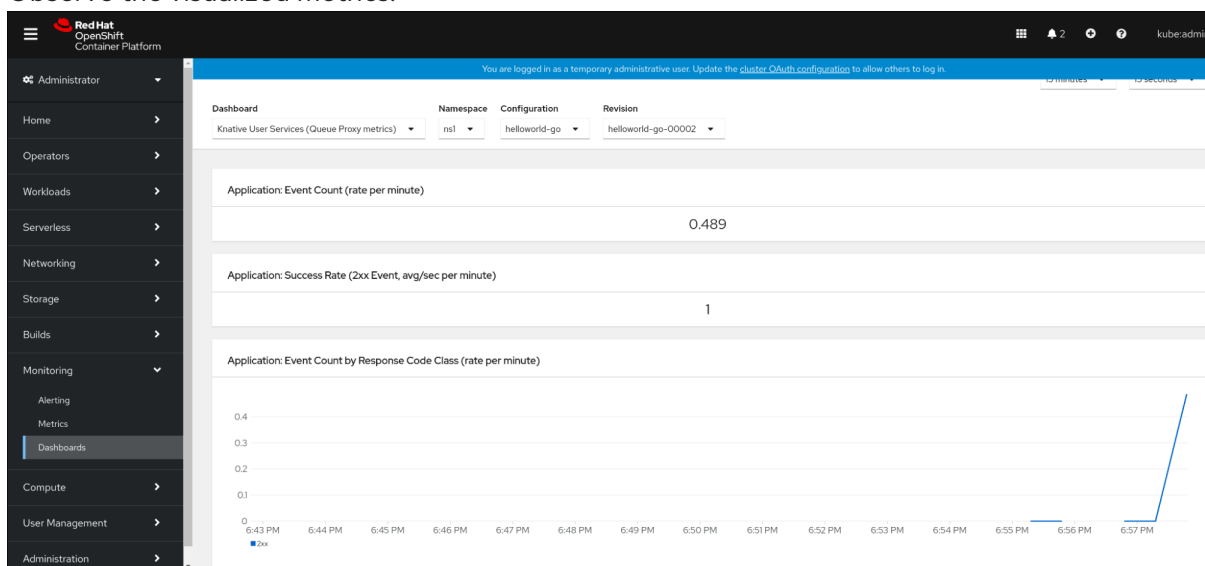 Observe the visualized metrics.
Red Hat
OpenShift
Container Platform
2
kube:admi
Administrator
You are logged in as a temporary administrative user. Update the cluster OAuth configuration to allow others to log in.
15 minutes
15 seconds
Dashboard
Namespace
Configuration
Revision
Knative User Services (Queue Proxy metrics)
ns1
helloworld-go
helloworld-go-00002
Home
Operators
Workloads
Serverless
Networking
Storage
Builds
Monitoring
Alerting
Metrics
Dashboards
Compute
User Management
Administration
Application: Event Count (rate per minute)
0.489
Application: Success Rate (2xx Event, avg/sec per minute)
1
Application: Event Count by Response Code Class (rate per minute)
0.4
0.3
0.2
0.1
0
6:43 PM 6:44 PM 6:45 PM 6:46 PM 6:47 PM 6:48 PM 6:49 PM 6:50 PM 6:51 PM 6:52 PM 6:53 PM 6:54 PM 6:55 PM 6:56 PM 6:57 PM
2xx